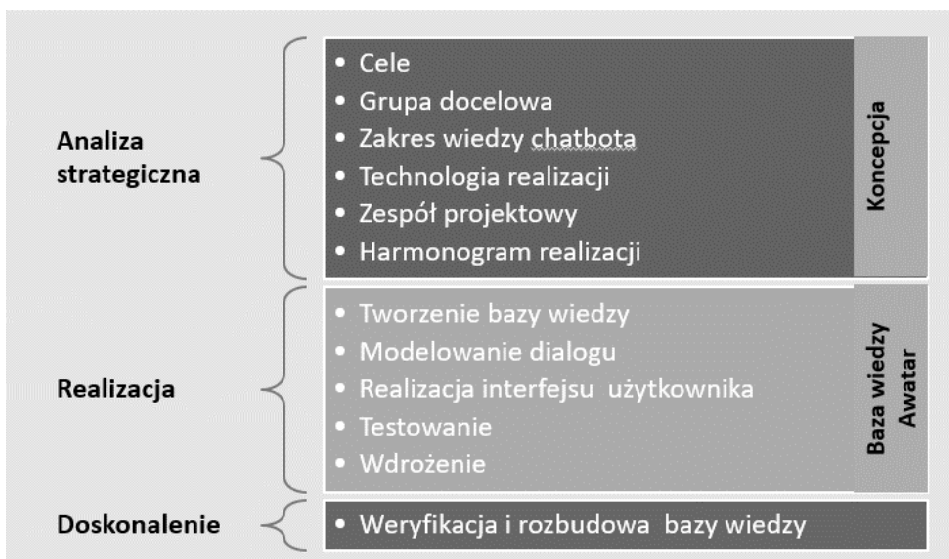 Analiza
strategiczna
• Cele
• Grupa docelowa
• Zakres wiedzy chatbota
• Technologia realizacji
• Zespół projektowy
• Harmonogram realizacji
Koncepcja
Realizacja
• Tworzenie bazy wiedzy
• Modelowanie dialogu
• Realizacja interfejsu użytkownika
• Testowanie
• Wdrożenie
Baza wiedzy
Awatar
Doskonalenie
• Weryfikacja i rozbudowa bazy wiedzy